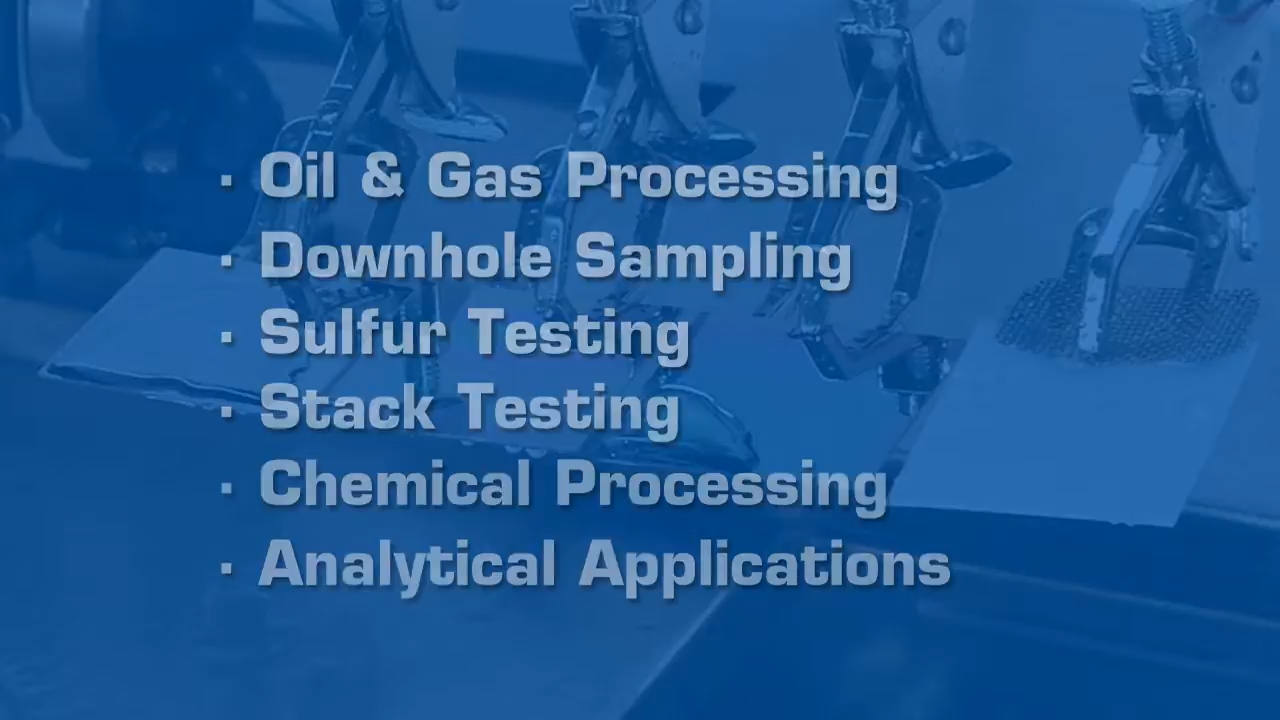 · Oil & Gas Processing
· Downhole Sampling
· Sulfur Testing
· Stack Testing
· Chemical Processing
· Analytical Applications